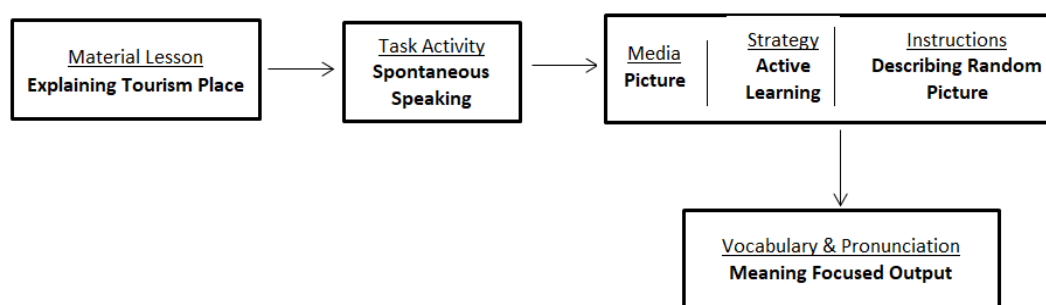 Material Lesson
Explaining Tourism Place
Task Activity
Spontaneous
Speaking
Media
Picture
Strategy
Active
Learning
Instructions
Describing Random
Picture
Vocabulary & Pronunciation
Meaning Focused Output